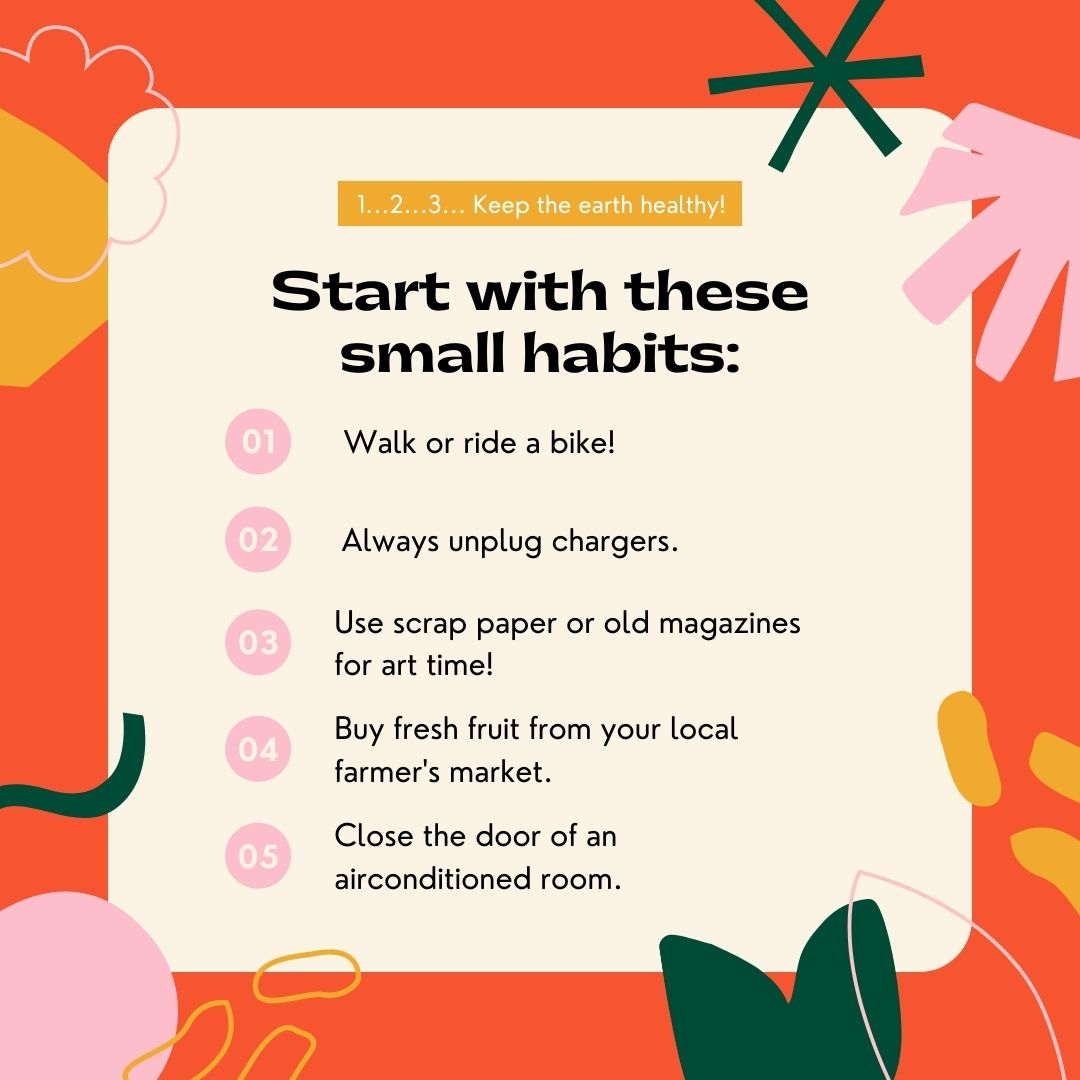 1...2...3... Keep the earth healthy!
Start with these
small habits:
01 Walk or ride a bike!
02 Always unplug chargers.
03 Use scrap paper or old magazines
for art time!
04 Buy fresh fruit from your local
farmer's market.
05 Close the door of an
airconditioned room.